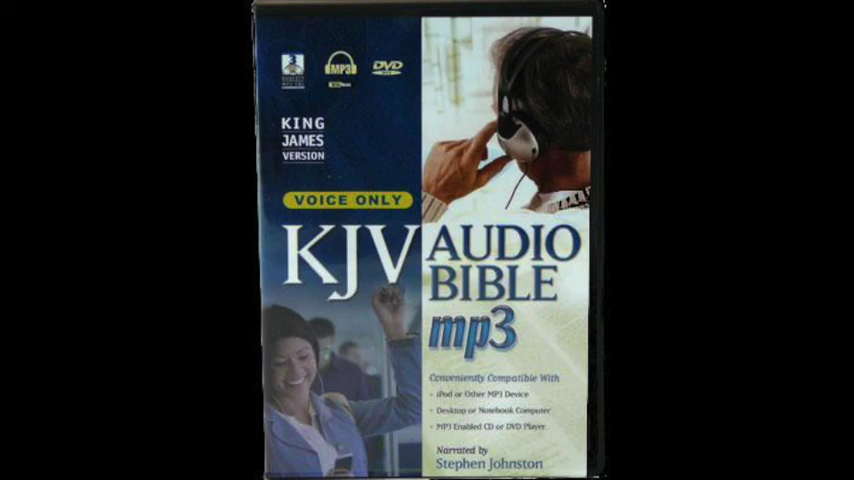 MP3
DVD
KING
JAMES
VERSION
VOICE ONLY
KJV AUDIO
BIBLE
mp3
Conveniently Compatible With
• iPod or Other MP3 Device
• Desktop or Notebook Computer
• MP3 Enabled CD or DVD Player
Narrated by
Stephen Johnston